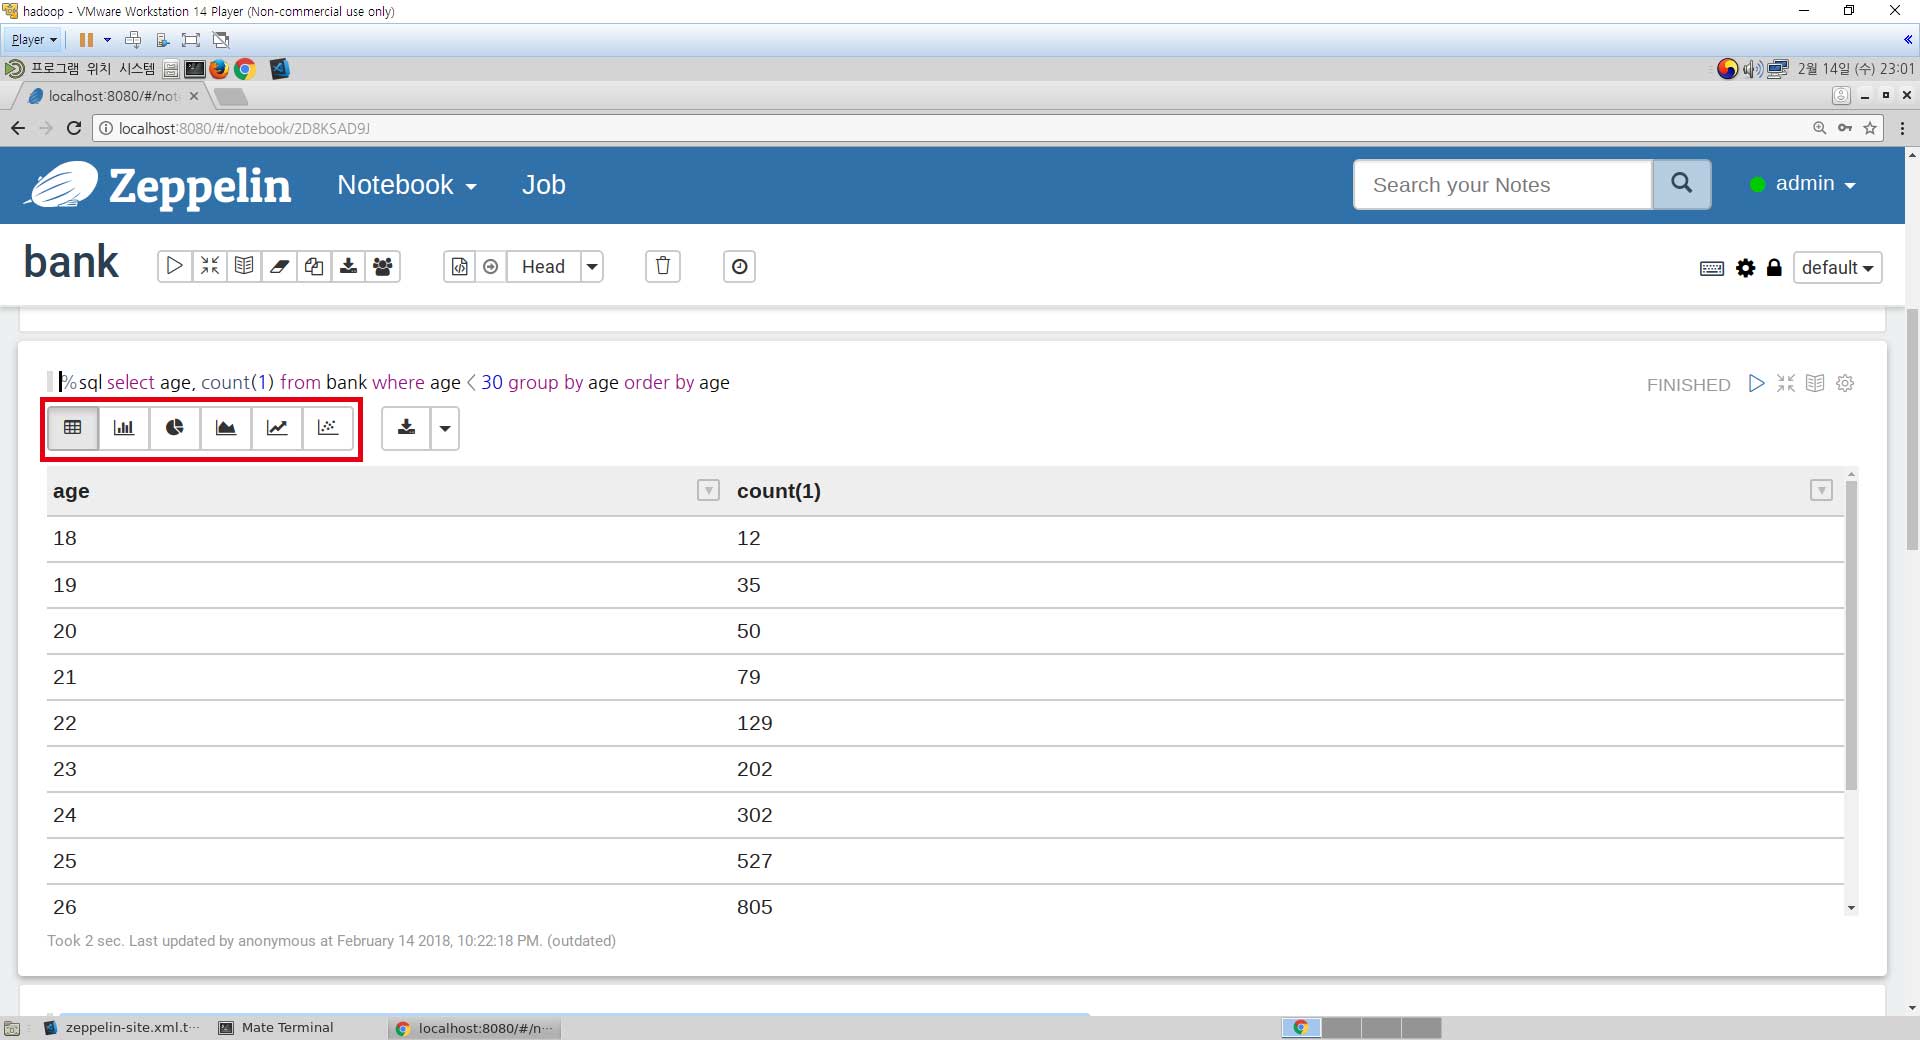 hadoop - VMware Workstation 14 Player (Non-commercial use only)
Player
프로그램 위치 시스템
2월 14일 (수) 23:01
localhost:8080/#/not
localhost:8080/#/notebook/2D8KSAD9J
Zeppelin Notebook Job Search your Notes admin
bank Head default
%sql select age, count(1) from bank where age < 30 group by age order by age
FINISHED
age count(1)
18 12
19 35
20 50
21 79
22 129
23 202
24 302
25 527
26 805
Took 2 sec. Last updated by anonymous at February 14 2018, 10:22:18 PM. (outdated)
zeppelin-site.xml.t··· Mate Terminal localhost:8080/#/n···